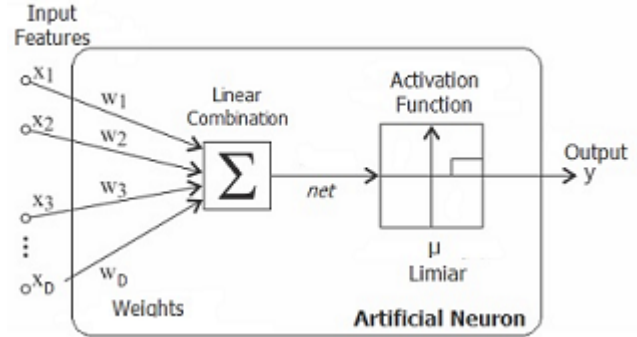 Input
Features
x1
x2
x3
xD
w1
w2
w3
wD
Weights
Linear
Combination
Σ
net
Activation
Function
μ
Limiar
Output
y
Artificial Neuron